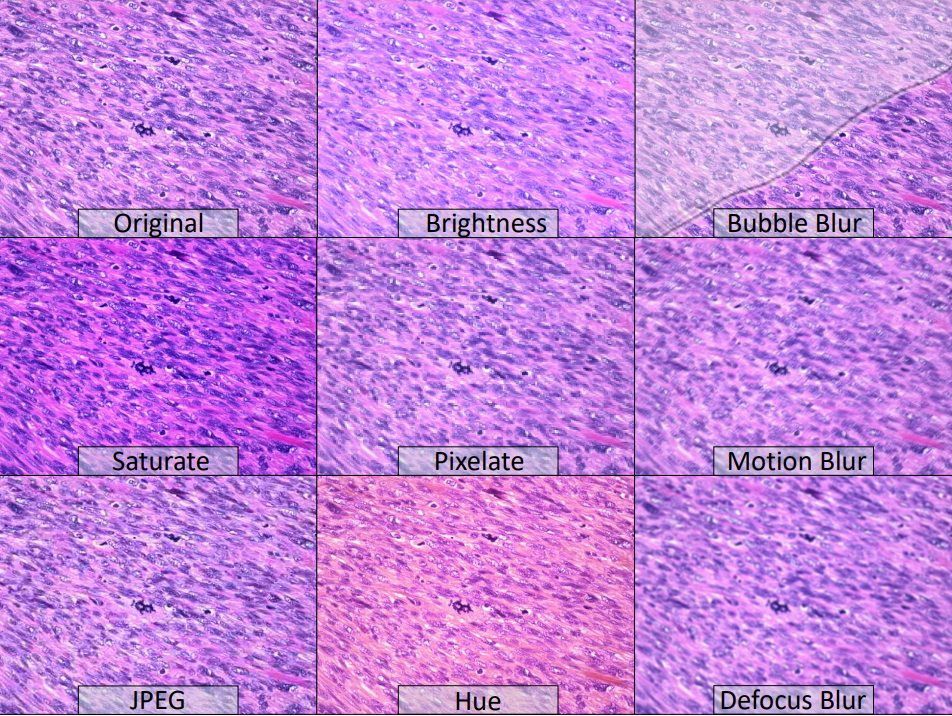 Original
Brightness
Bubble Blur
Saturate
Pixelate
Motion Blur
JPEG
Hue
Defocus Blur